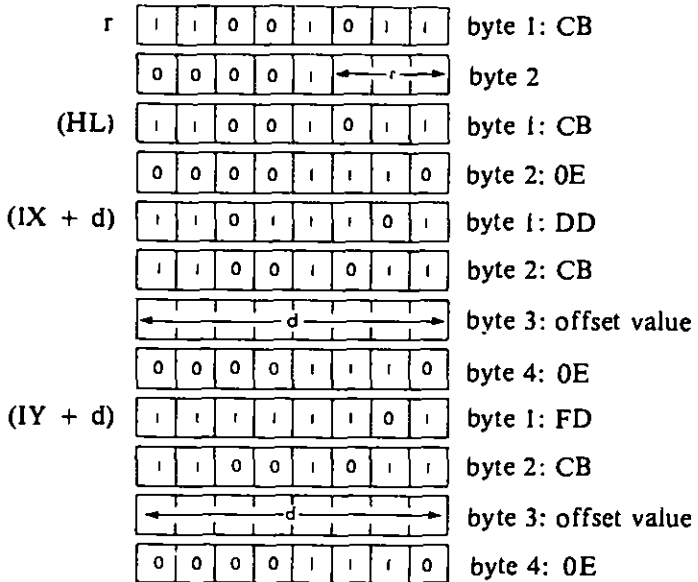 r 1 1 0 0 1 0 1 1 byte 1: CB
0 0 0 0 1 r byte 2
(HL) 1 1 0 0 1 0 1 1 byte 1: CB
0 0 0 0 1 1 1 0 byte 2: 0E
(IX + d) 1 1 0 1 1 1 0 1 byte 1: DD
1 1 0 0 1 0 1 1 byte 2: CB
d byte 3: offset value
0 0 0 0 1 1 1 0 byte 4: 0E
(IY + d) 1 1 1 1 1 1 0 1 byte 1: FD
1 1 0 0 1 0 1 1 byte 2: CB
d byte 3: offset value
0 0 0 0 1 1 1 0 byte 4: 0E